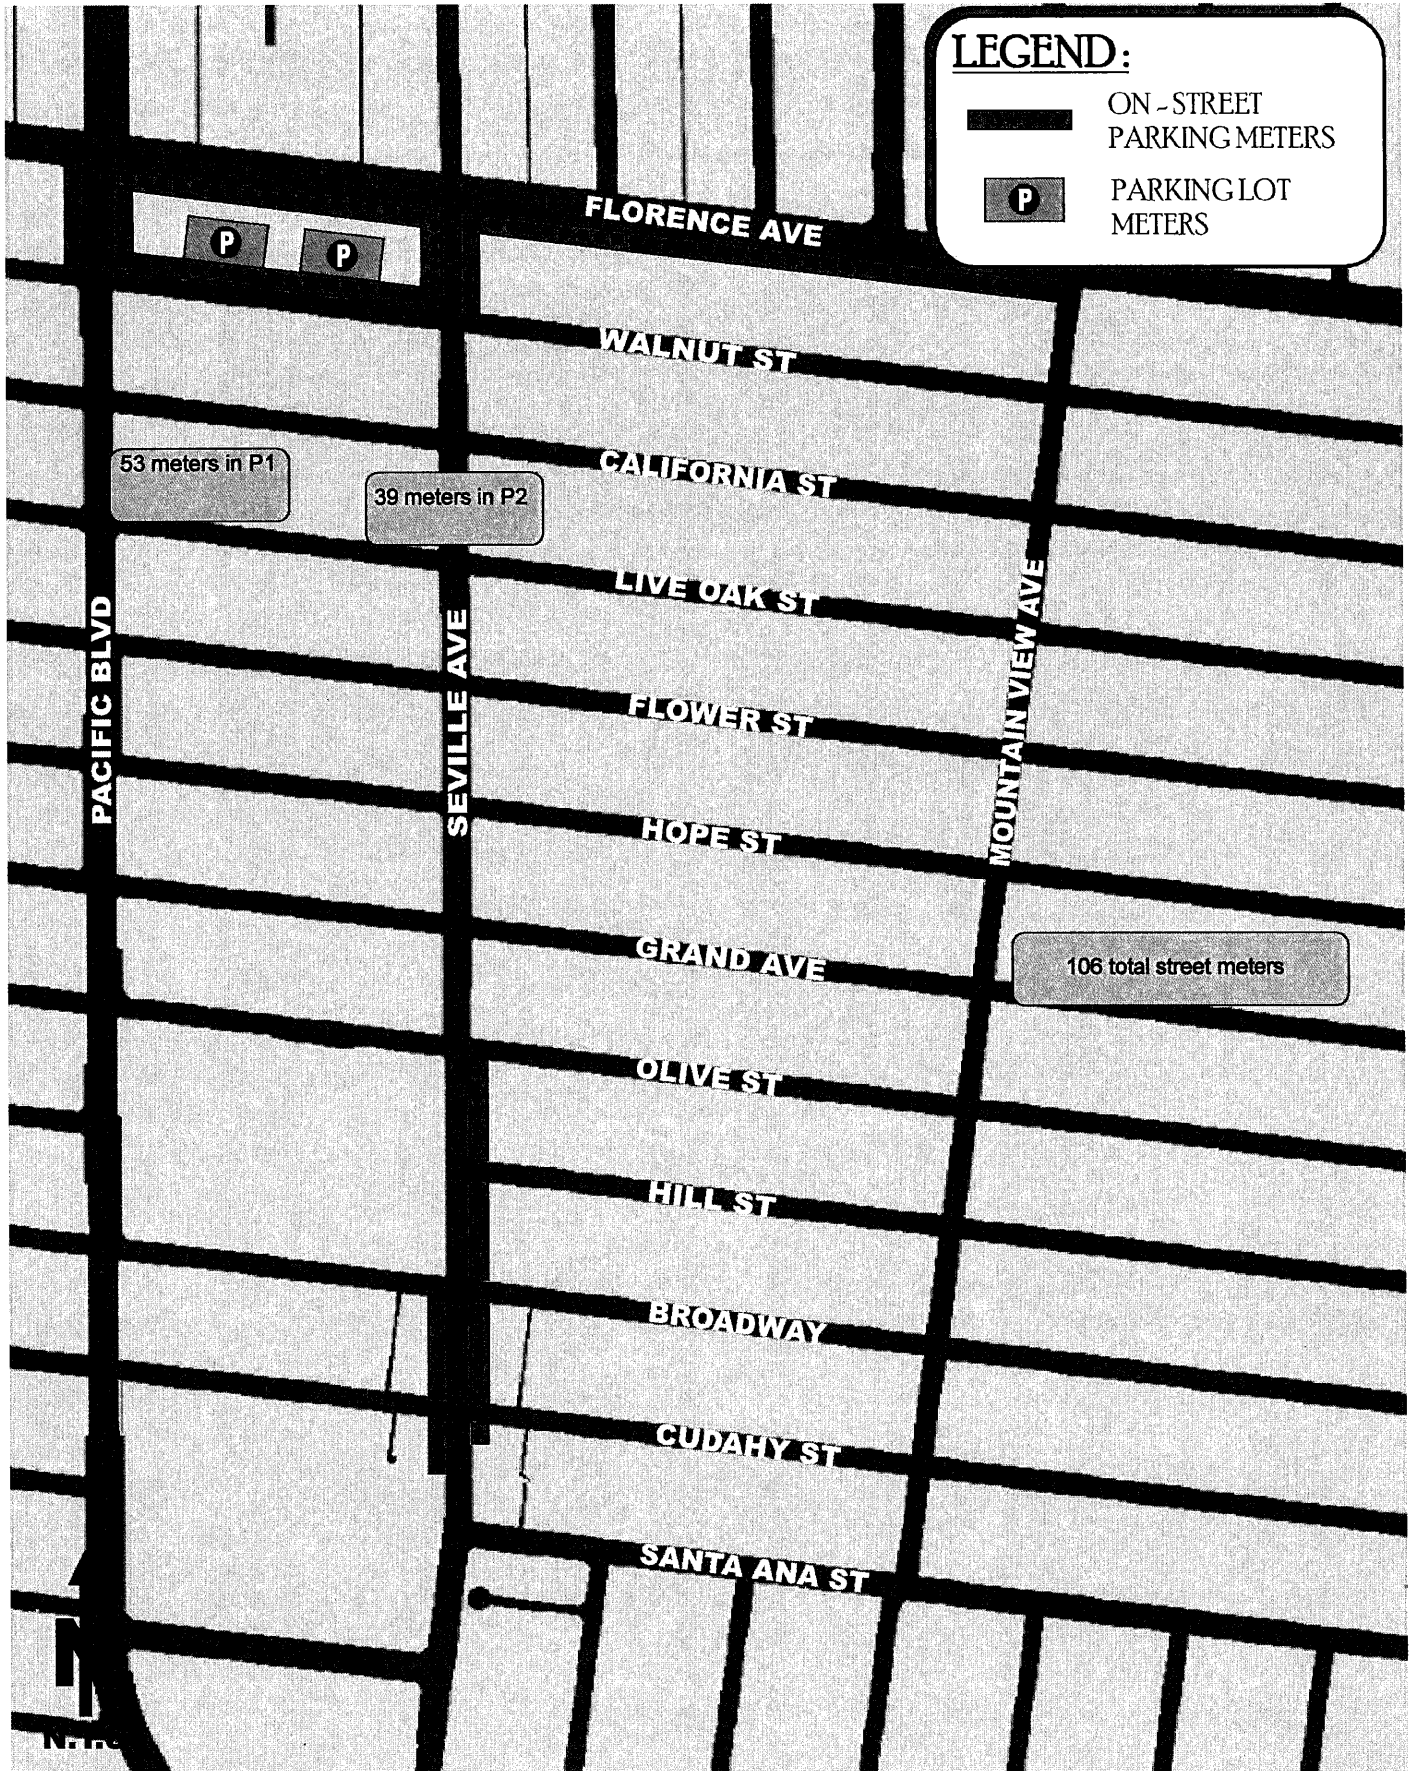 LEGEND:
ON - STREET
PARKING METERS
P
PARKING LOT
METERS
P
P
FLORENCE AVE
WALNUT ST
53 meters in P1
39 meters in P2
CALIFORNIA ST
LIVE OAK ST
PACIFIC BLVD
SEVILLE AVE
MOUNTAIN VIEW AVE
FLOWER ST
HOPE ST
GRAND AVE
106 total street meters
OLIVE ST
HILL ST
BROADWAY
CUDAHY ST
SANTA ANA ST
N